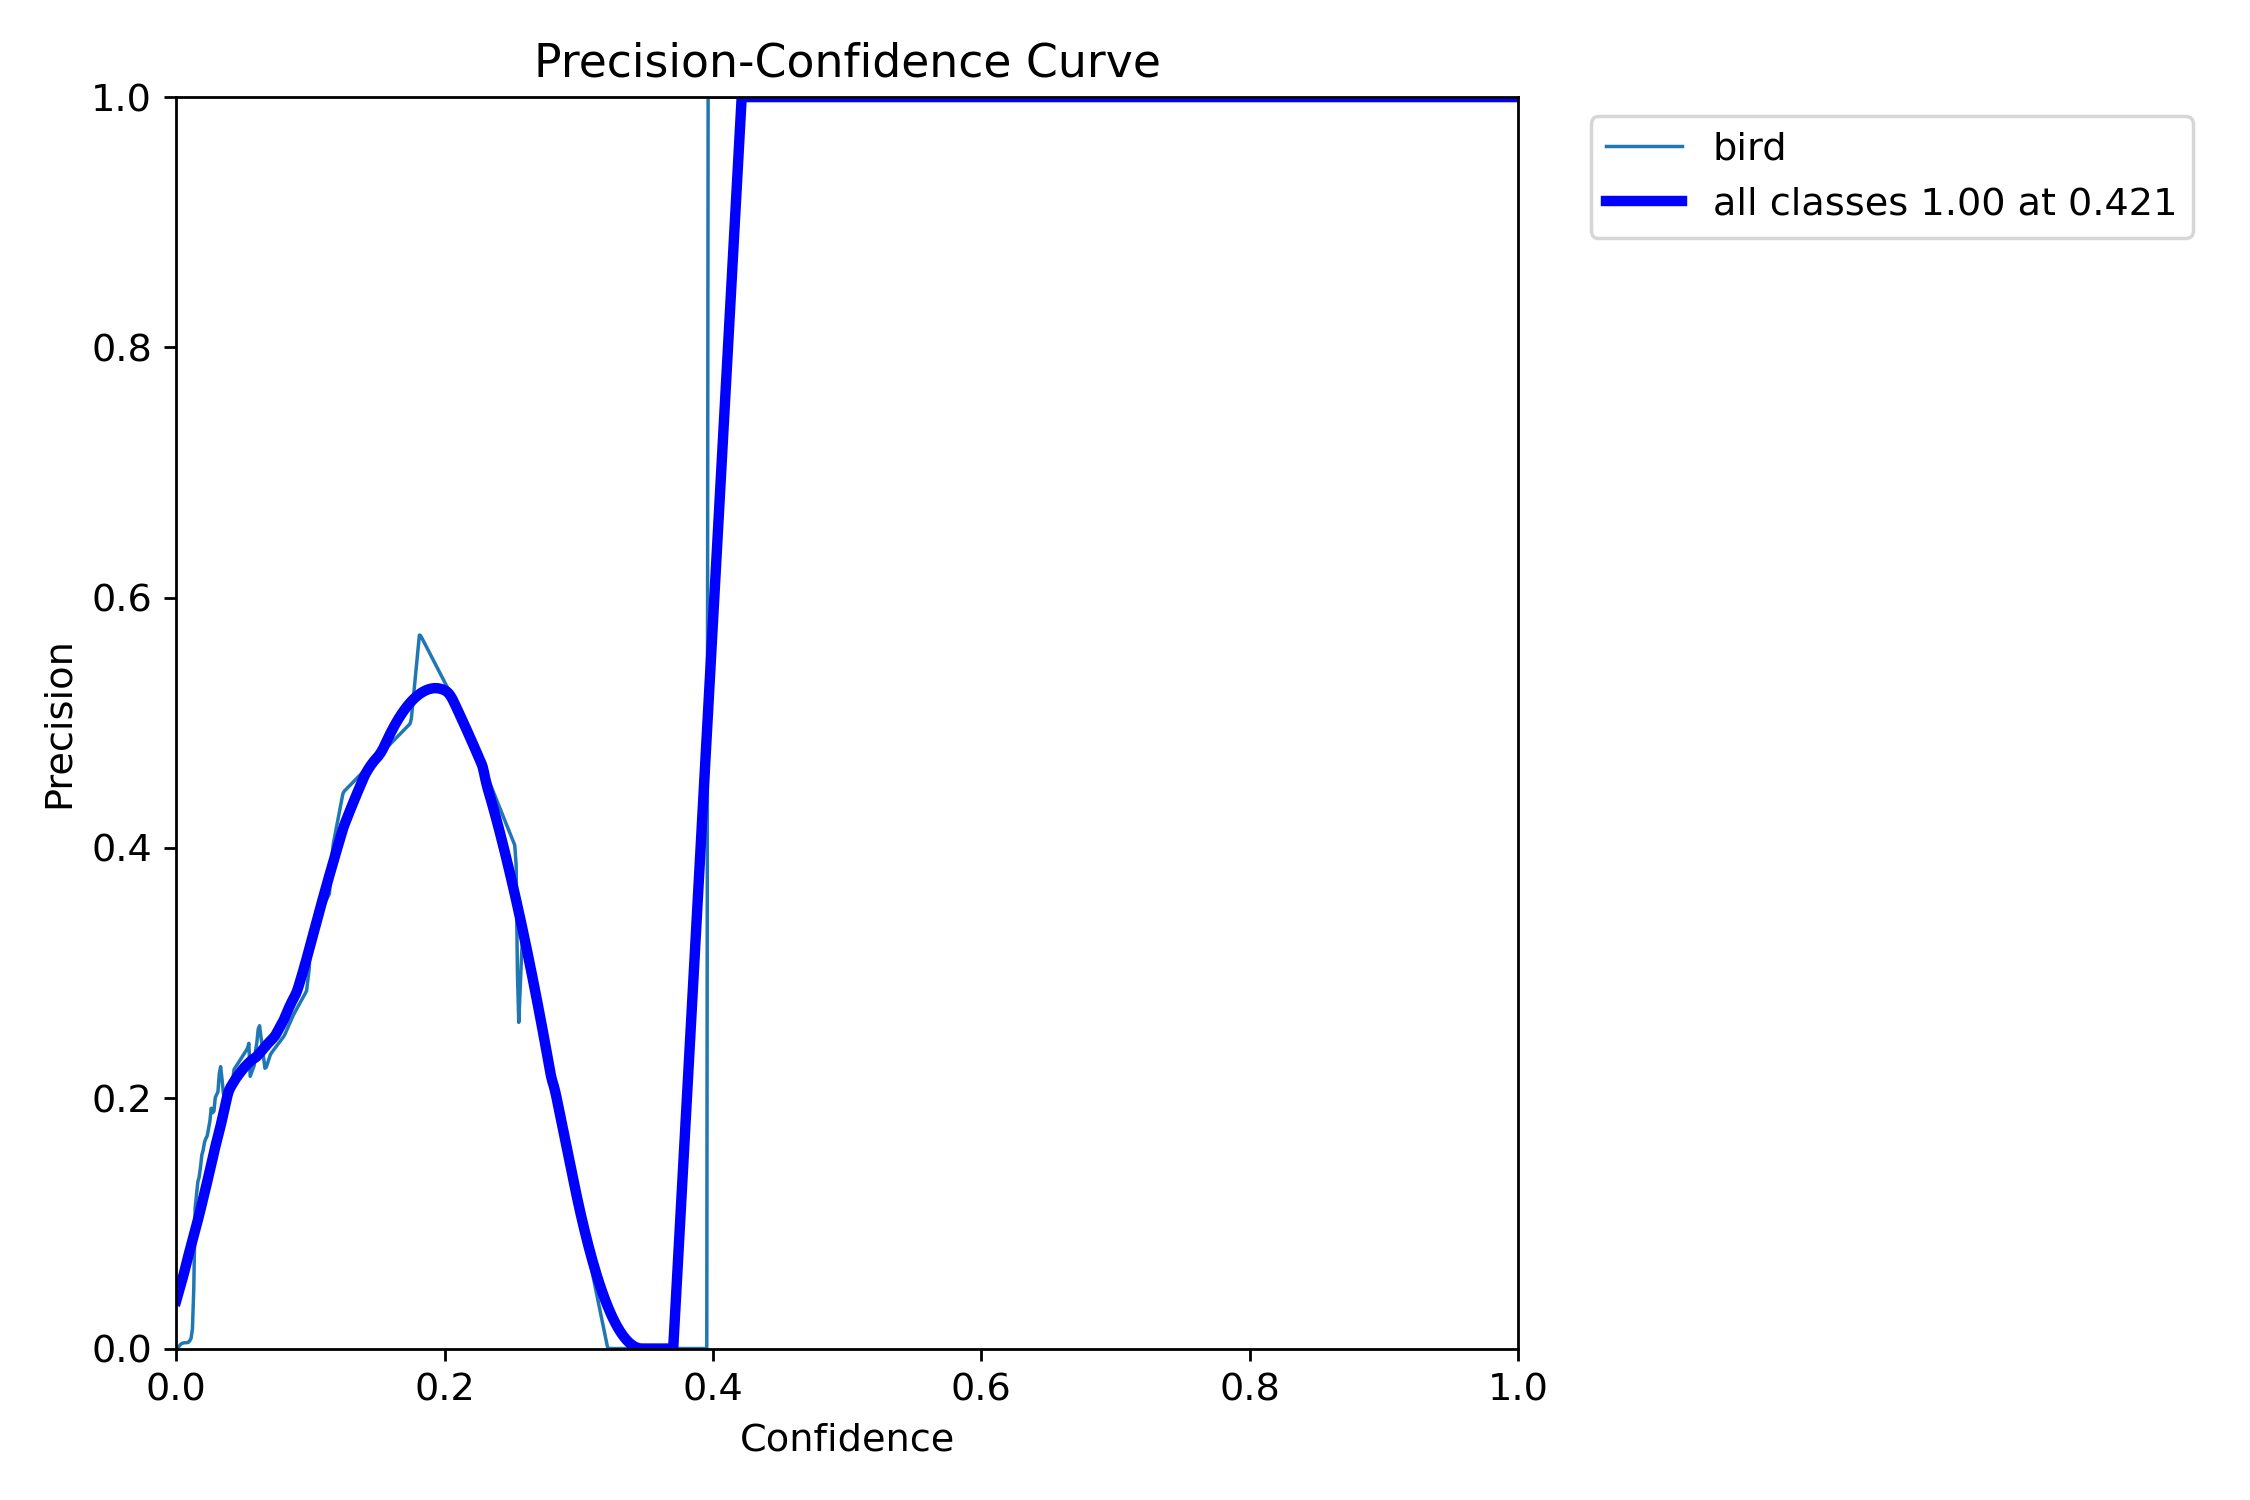 Precision-Confidence Curve
1.0
0.8
0.6
0.4
0.2
0.0
Precision
0.0 0.2 0.4 0.6 0.8 1.0
Confidence
bird
all classes 1.00 at 0.421